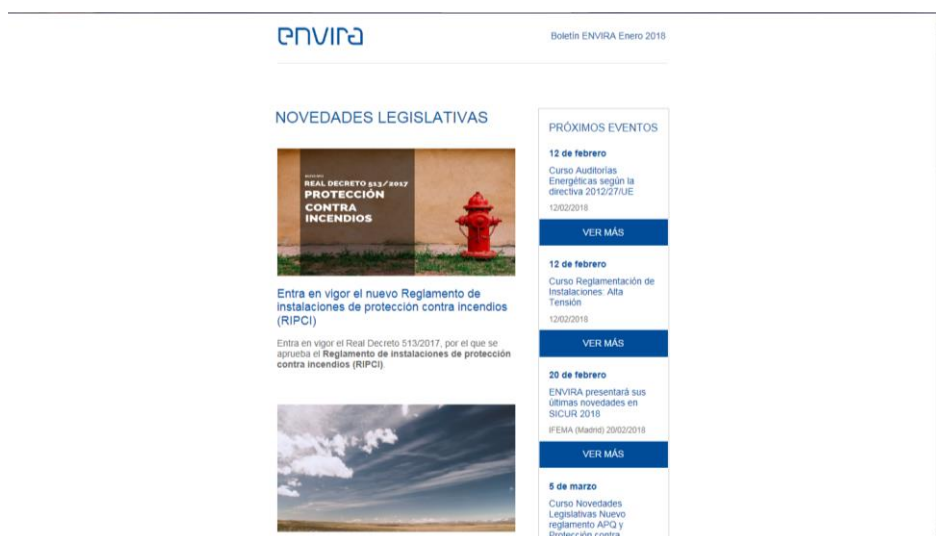 envira
Boletín ENVIRA Enero 2018
NOVEDADES LEGISLATIVAS
REAL DECRETO 513/2017
PROTECCIÓN
CONTRA
INCENDIOS
Entra en vigor el nuevo Reglamento de
instalaciones de protección contra incendios
(RIPCI)
Entra en vigor el Real Decreto 513/2017, por el que se
aprueba el Reglamento de instalaciones de protección
contra incendios (RIPCI).
PRÓXIMOS EVENTOS
12 de febrero
Curso Auditorías
Energéticas según la
directiva 2012/27/UE
12/02/2018
VER MÁS
12 de febrero
Curso Reglamentación de
Instalaciones: Alta
Tensión
12/02/2018
VER MÁS
20 de febrero
ENVIRA presentará sus
últimas novedades en
SICUR 2018
IFEMA (Madrid) 20/02/2018
VER MÁS
5 de marzo
Curso Novedades
Legislativas Nuevo
reglamento APQ y
Protección contra